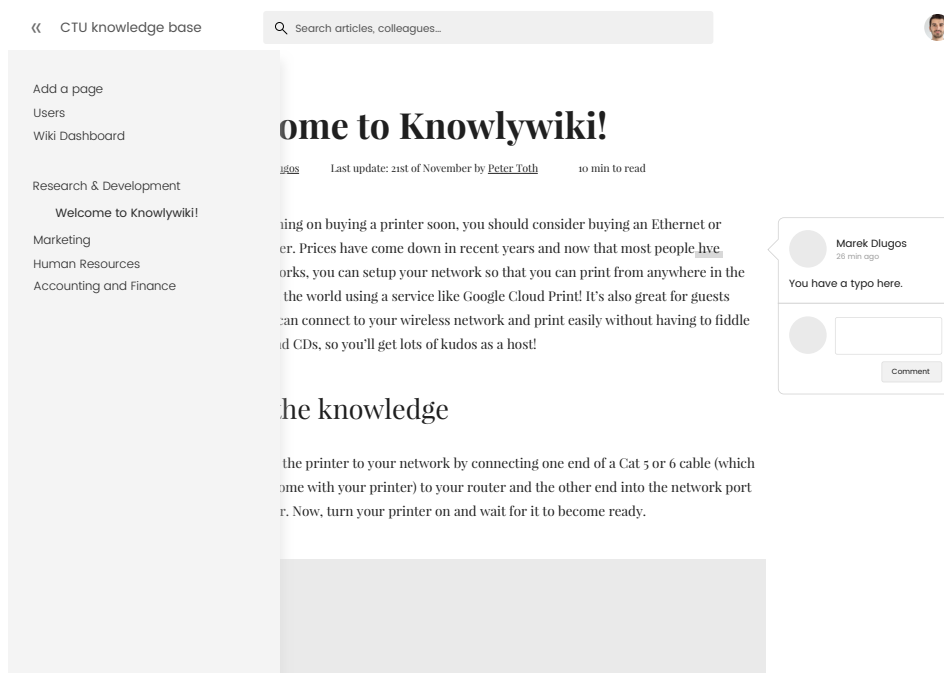 « CTU knowledge base
Search articles, colleagues...
Add a page
Users
Wiki Dashboard
Research & Development
Welcome to Knowlywiki!
Marketing
Human Resources
Accounting and Finance
ome to Knowlywiki!
ugos Last update: 21st of November by Peter Toth 10 min to read
ning on buying a printer soon, you should consider buying an Ethernet or
er. Prices have come down in recent years and now that most people hve
orks, you can setup your network so that you can print from anywhere in the
the world using a service like Google Cloud Print! It’s also great for guests
can connect to your wireless network and print easily without having to fiddle
d CDs, so you’ll get lots of kudos as a host!
the knowledge
the printer to your network by connecting one end of a Cat 5 or 6 cable (which
ome with your printer) to your router and the other end into the network port
r. Now, turn your printer on and wait for it to become ready.
Marek Dlugos
26 min ago
You have a typo here.
Comment